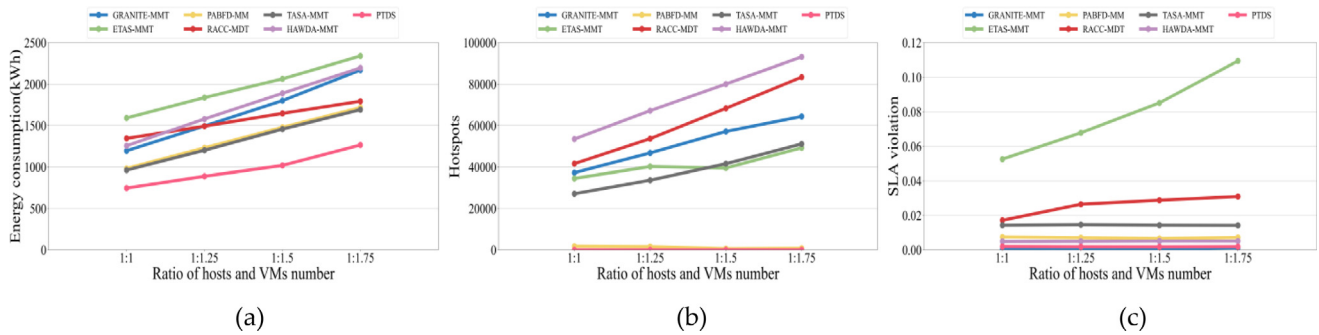 GRANITE-MMT PABFD-MM TASA-MMT PTDS
ETAS-MMT RACC-MDT HAWDA-MMT
Energy consumption(kWh)
2500
2000
1500
1000
500
0
1:1 1:1.25 1:1.5 1:1.75
Ratio of hosts and VMs number
(a)
GRANITE-MMT PABFD-MM TASA-MMT PTDS
ETAS-MMT RACC-MDT HAWDA-MMT
Hotspots
100000
80000
60000
40000
20000
0
1:1 1:1.25 1:1.5 1:1.75
Ratio of hosts and VMs number
(b)
GRANITE-MMT PABFD-MM TASA-MMT PTDS
ETAS-MMT RACC-MDT HAWDA-MMT
SLA violation
0.12
0.10
0.08
0.06
0.04
0.02
0.00
1:1 1:1.25 1:1.5 1:1.75
Ratio of hosts and VMs number
(c)